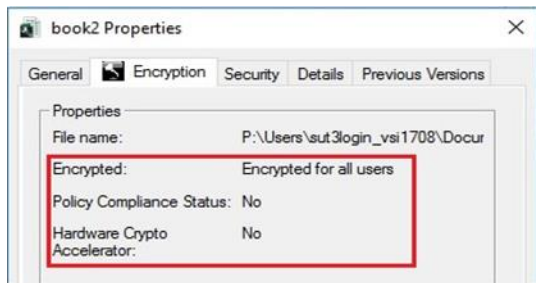 book2 Properties
General Encryption Security Details Previous Versions
Properties
File name: P:\Users\sut3login_vsi1708\Docur
Encrypted: Encrypted for all users
Policy Compliance Status: No
Hardware Crypto No
Accelerator: